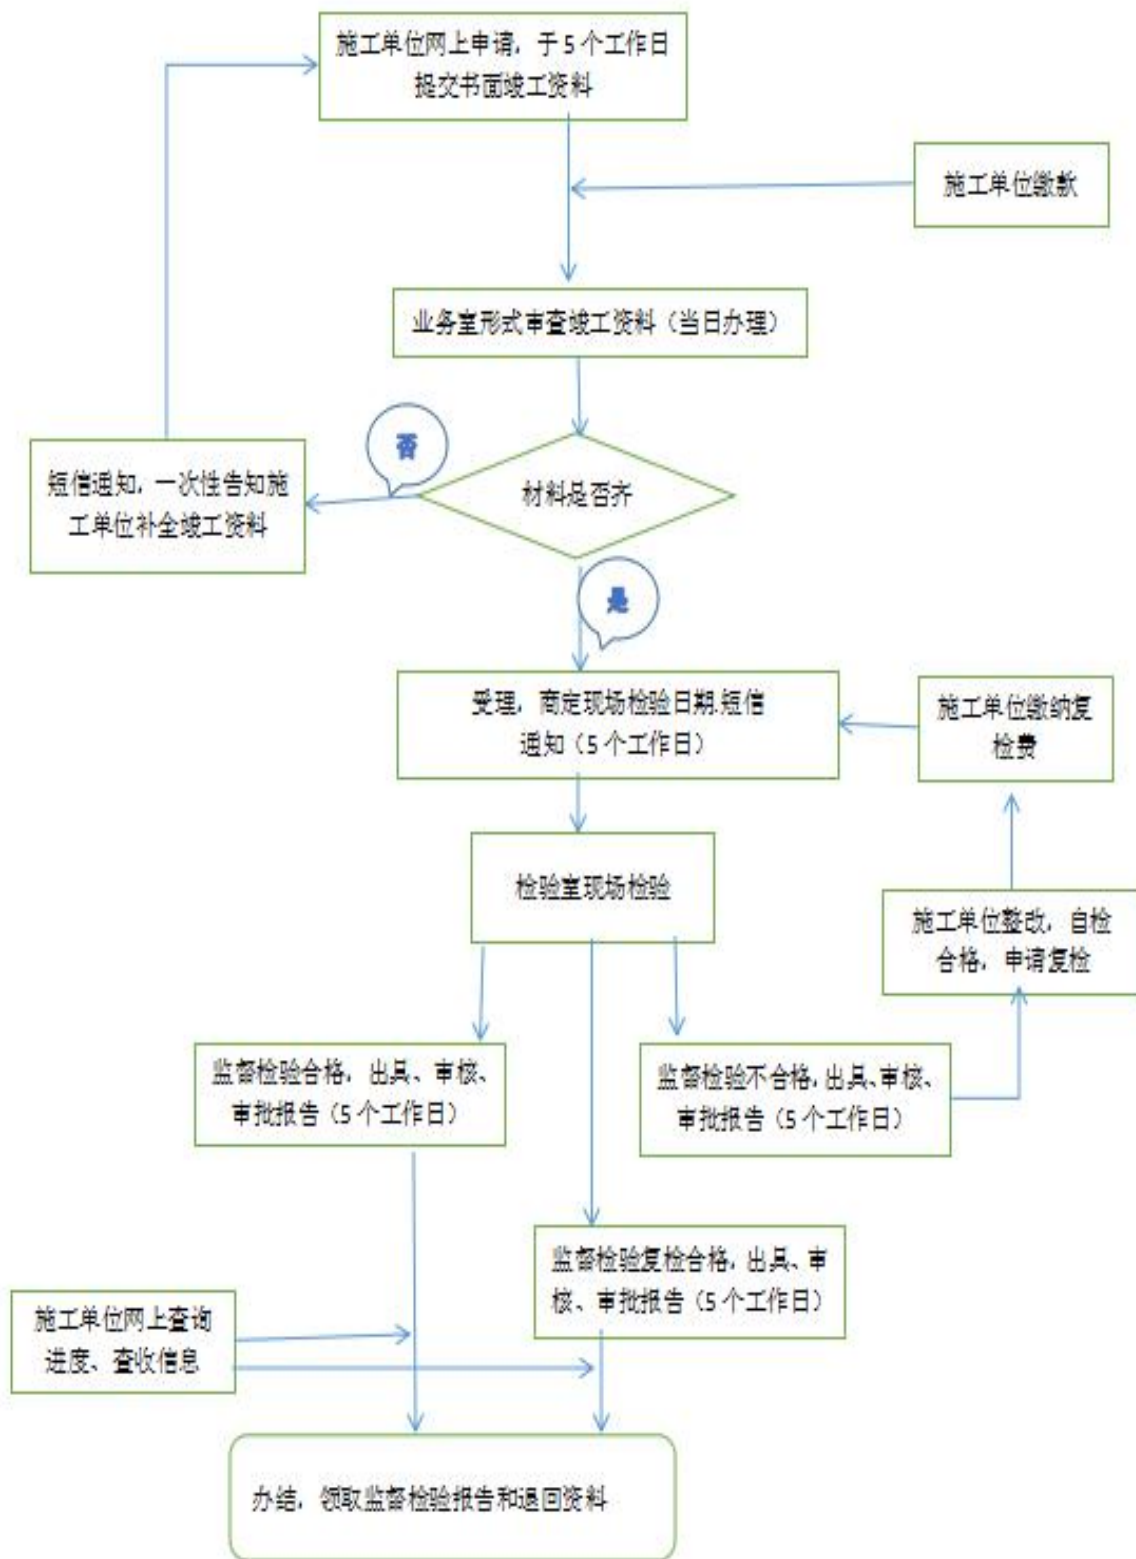 施工单位网上申请，于5个工作日
提交书面竣工资料
施工单位缴款
业务室形式审查竣工资料（当日办理）
否
短信通知，一次性告知施
工单位补全竣工资料
材料是否齐
是
受理，商定现场检验日期.短信
通知（5个工作日）
施工单位缴纳复
检费
检验室现场检验
施工单位整改，自检
合格，申请复检
监督检验合格，出具、审核、
审批报告（5个工作日）
监督检验不合格，出具、审核、
审批报告（5个工作日）
监督检验复检合格，出具、审
核、审批报告（5个工作日）
施工单位网上查询
进度、查收信息
办结，领取监督检验报告和退回资料